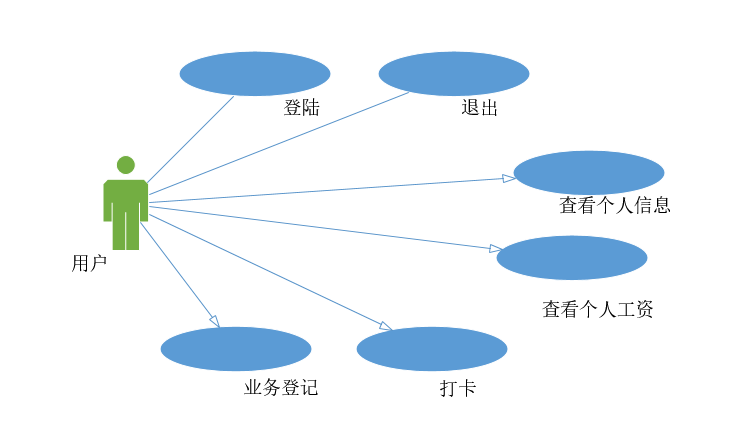 登陆
退出
查看个人信息
用户
查看个人工资
业务登记
打卡